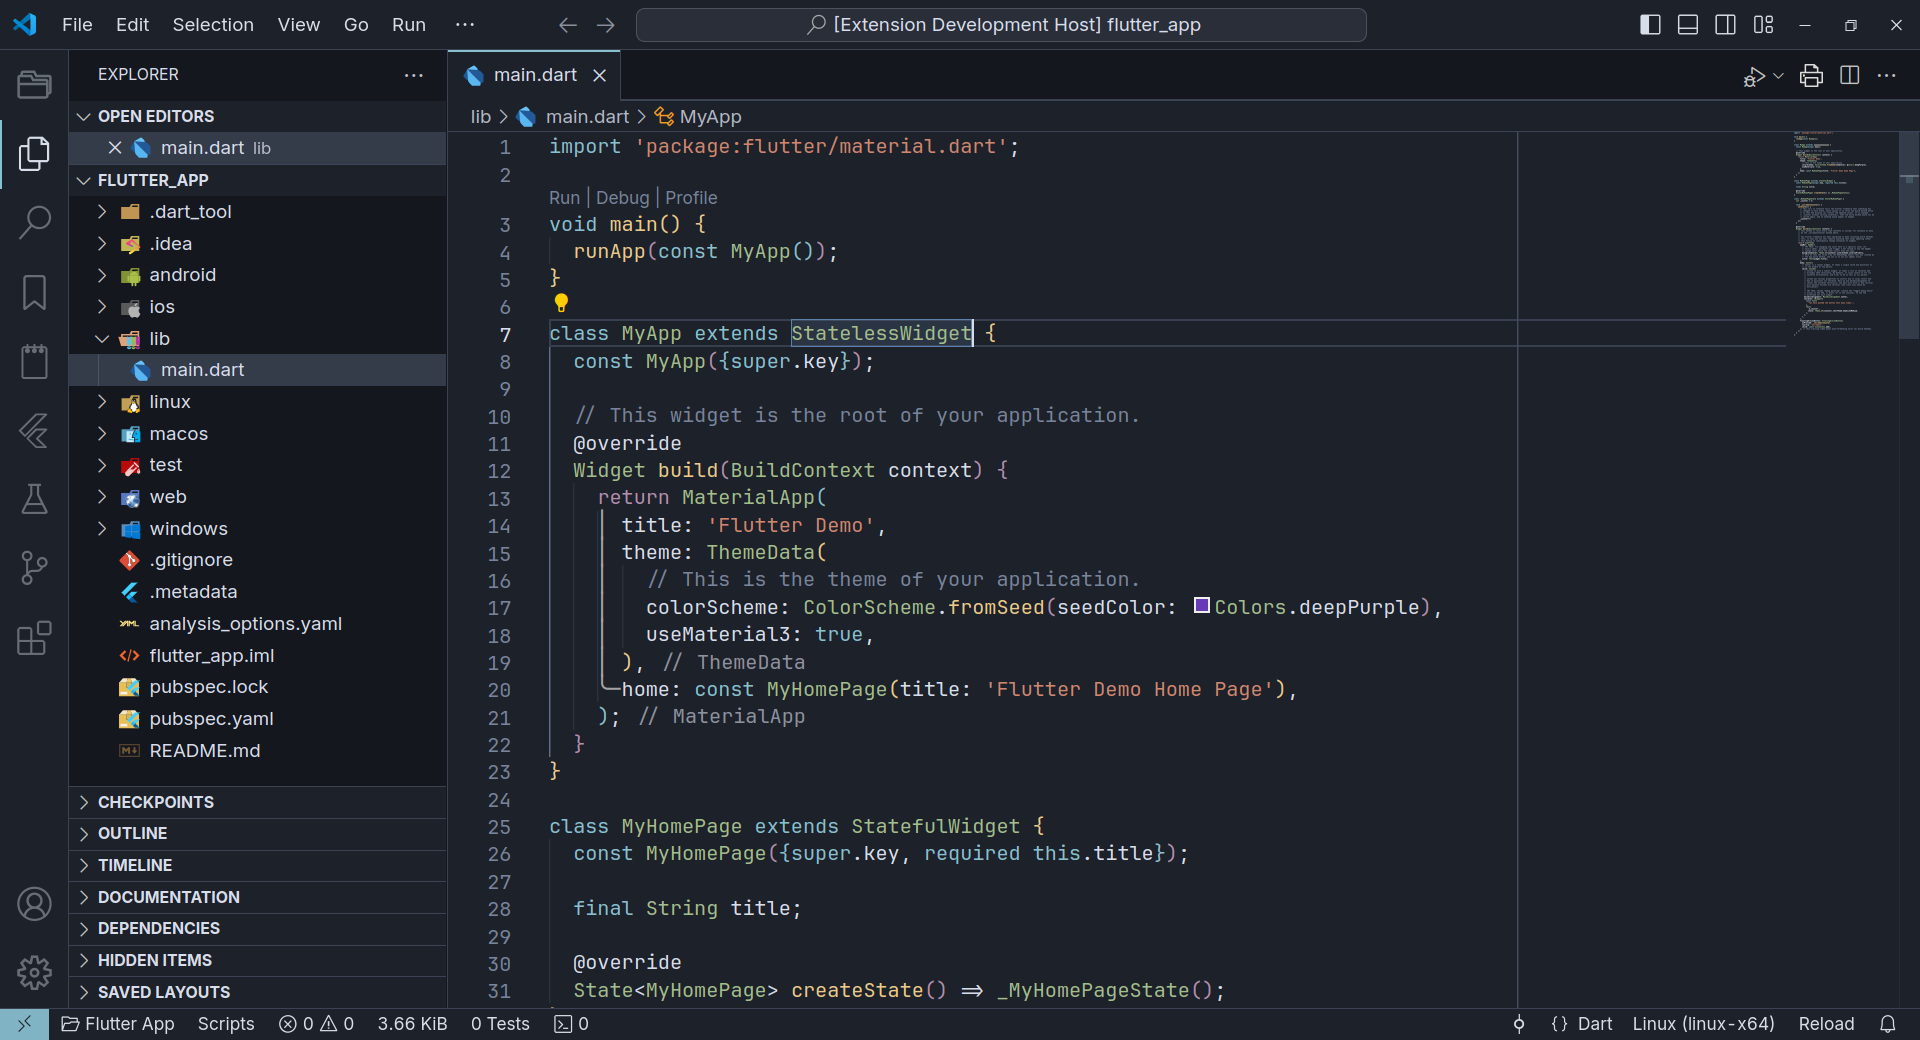 File Edit Selection View Go Run ···
[Extension Development Host] flutter_app
EXPLORER
OPEN EDITORS
main.dart lib
FLUTTER_APP
.dart_tool
.idea
android
ios
lib
main.dart
linux
macos
test
web
windows
.gitignore
.metadata
analysis_options.yaml
flutter_app.iml
pubspec.lock
pubspec.yaml
README.md
CHECKPOINTS
OUTLINE
TIMELINE
DOCUMENTATION
DEPENDENCIES
HIDDEN ITEMS
SAVED LAYOUTS
main.dart
lib > main.dart > MyApp
1 import 'package:flutter/material.dart';
2
Run | Debug | Profile
3 void main() {
4 runApp(const MyApp());
5 }
6
7 class MyApp extends StatelessWidget {
8 const MyApp({super.key});
9
10 // This widget is the root of your application.
11 @override
12 Widget build(BuildContext context) {
13 return MaterialApp(
14 title: 'Flutter Demo',
15 theme: ThemeData(
16 // This is the theme of your application.
17 colorScheme: ColorScheme.fromSeed(seedColor: Colors.deepPurple),
18 useMaterial3: true,
19 ), // ThemeData
20 home: const MyHomePage(title: 'Flutter Demo Home Page'),
21 ); // MaterialApp
22 }
23 }
24
25 class MyHomePage extends StatefulWidget {
26 const MyHomePage({super.key, required this.title});
27
28 final String title;
29
30 @override
31 State<MyHomePage> createState() => _MyHomePageState();
Flutter App Scripts 0 0 3.66 KiB 0 Tests 0
{} Dart Linux (linux-x64) Reload